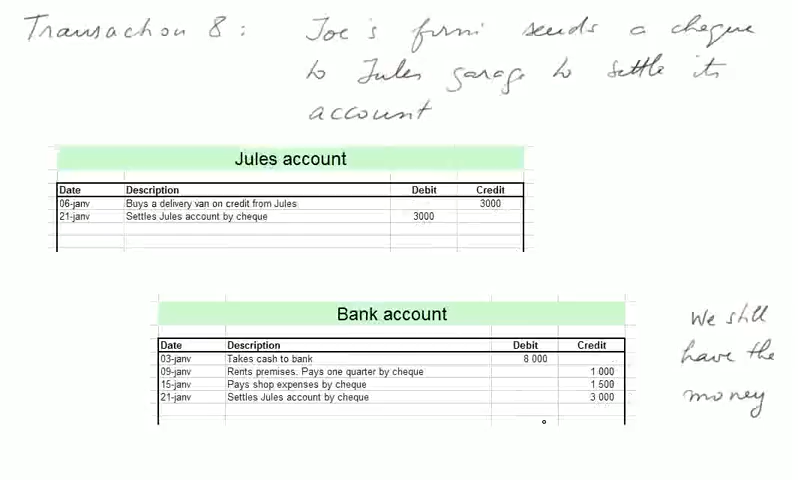 Transaction 8: Joe's firm sends a cheque
to Jules garage to settle its
account
Jules account
Date Description Debit Credit
06-janv Buys a delivery van on credit from Jules 3000
21-janv Settles Jules account by cheque 3000
Bank account
Date Description Debit Credit
03-janv Takes cash to bank 8 000
09-janv Rents premises. Pays one quarter by cheque 1 000
15-janv Pays shop expenses by cheque 1 500
21-janv Settles Jules account by cheque 3 000
We still
have the
money